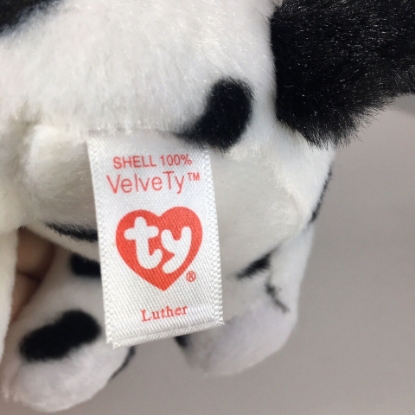 SHELL 100%
VelveTy™
ty®
Luther